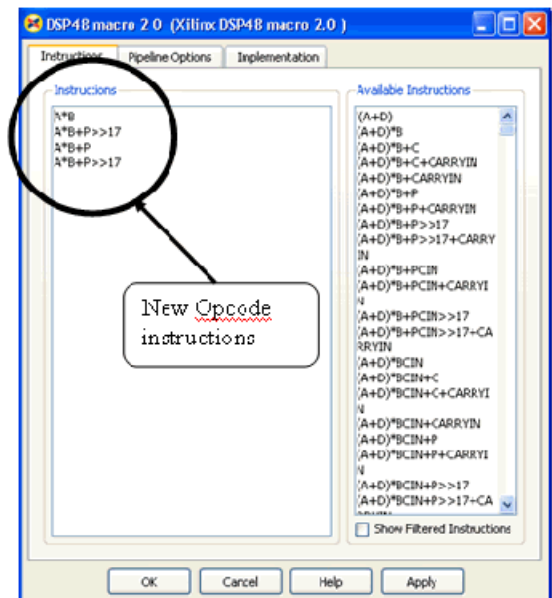 DSP48 macro 2 0 (Xilinx DSP48 macro 2.0 )
Instructions
Pipeline Options
Implementation
Instructions
A*B
A*B+P>>17
A*B+P
A*B+P>>17
New Opcode
instructions
Available Instructions
(A+D)
(A+D)*B
(A+D)*B+C
(A+D)*B+C+CARRYIN
(A+D)*B+CARRYIN
(A+D)*B+P
(A+D)*B+P+CARRYIN
(A+D)*B+P>>17
(A+D)*B+P>>17+CARRY
IN
(A+D)*B+PCIN
(A+D)*B+PCIN+CARRYI
N
(A+D)*B+PCIN>>17
(A+D)*B+PCIN>>17+CA
RRYIN
(A+D)*BCIN
(A+D)*BCIN+C
(A+D)*BCIN+C+CARRYI
N
(A+D)*BCIN+CARRYIN
(A+D)*BCIN+P
(A+D)*BCIN+P+CARRYI
N
(A+D)*BCIN+P>>17
(A+D)*BCIN+P>>17+CA
Show Filtered Instructions
OK
Cancel
Help
Apply